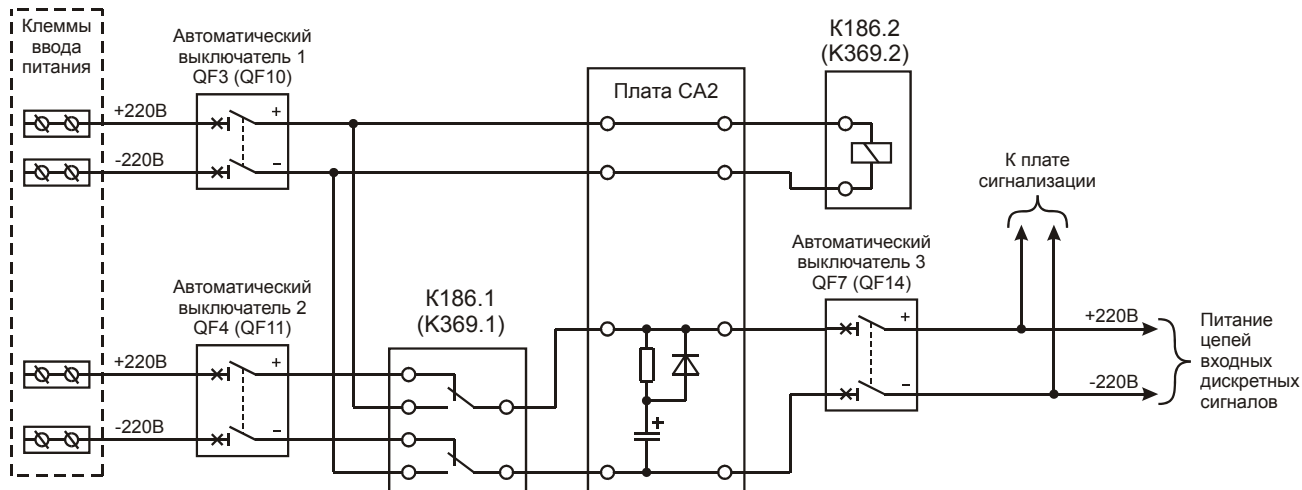 Клеммы
ввода
питания
Автоматический
выключатель 1
QF3 (QF10)
+220В
-220В
+
−
Плата СА2
К186.2
(К369.2)
К плате
сигнализации
Автоматический
выключатель 2
QF4 (QF11)
+220В
-220В
+
−
К186.1
(К369.1)
+
Автоматический
выключатель 3
QF7 (QF14)
+
−
+220В
-220В
Питание
цепей
входных
дискретных
сигналов